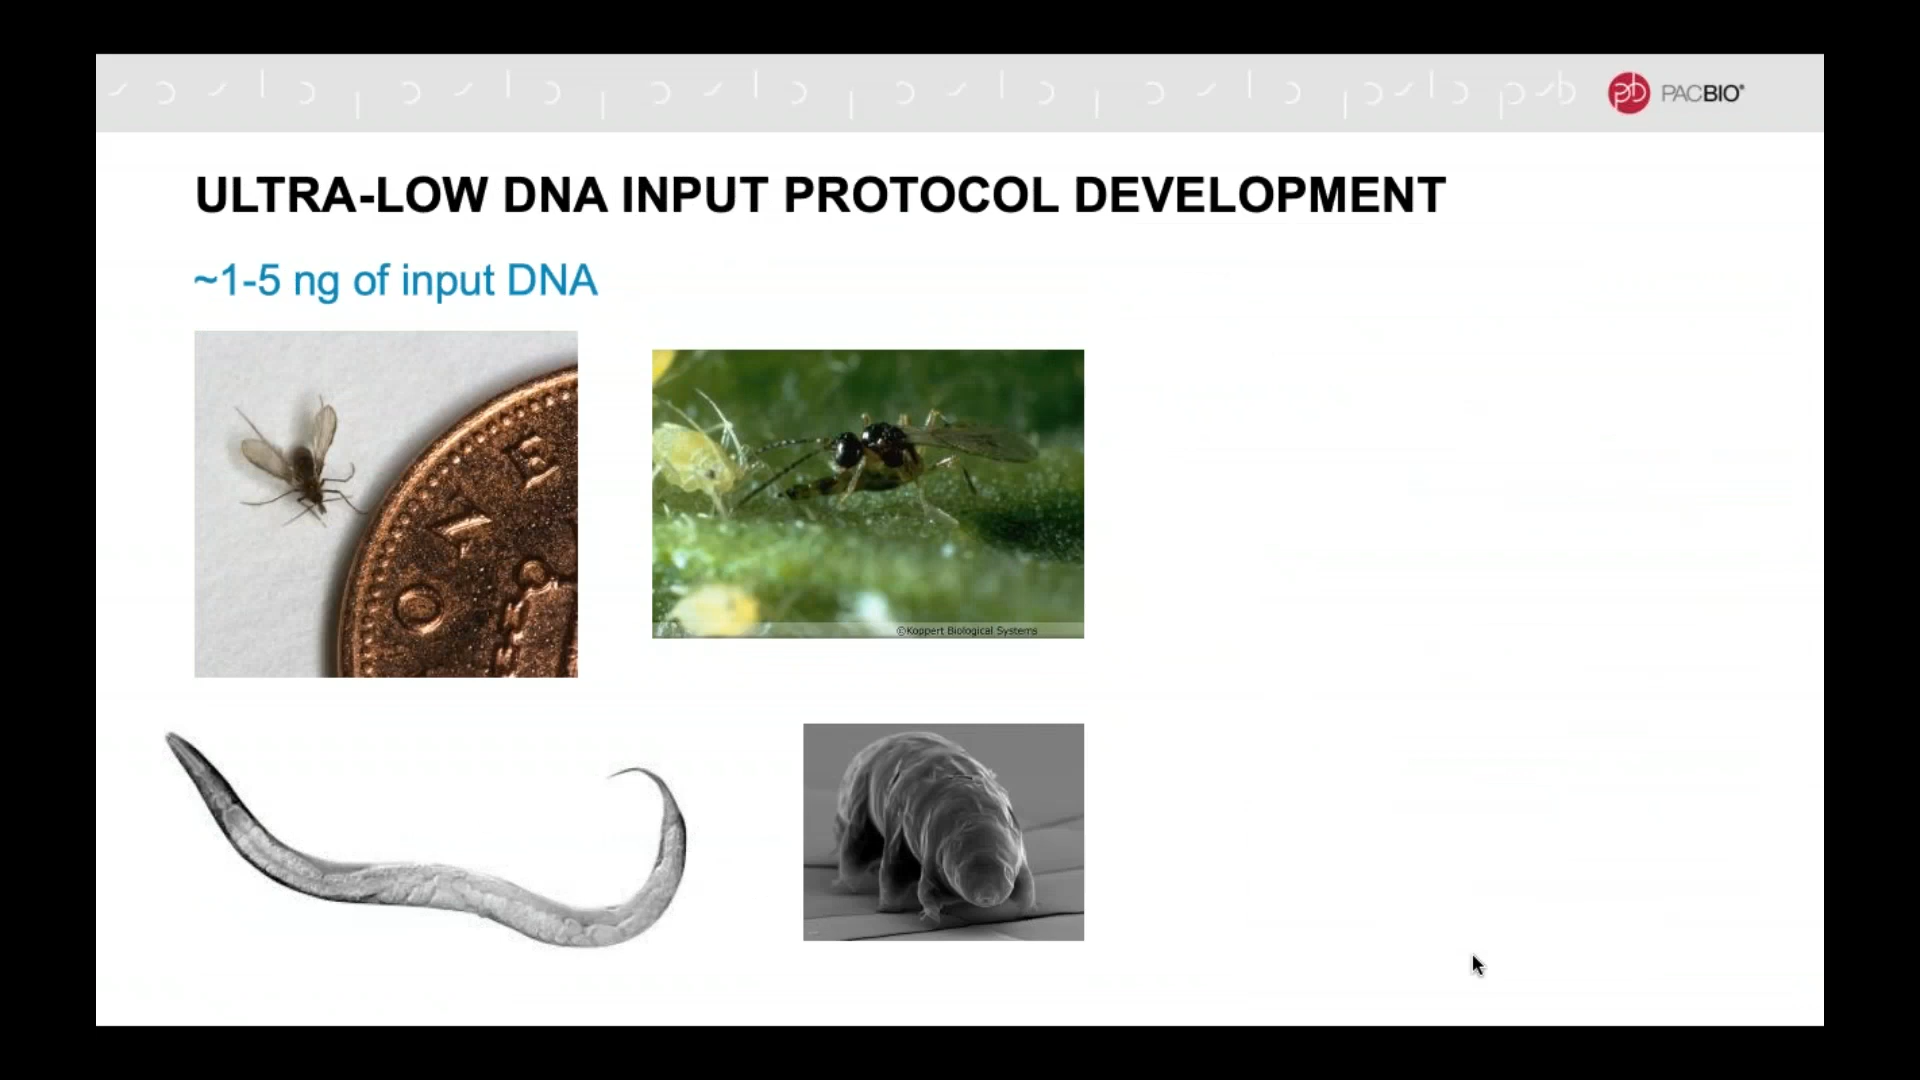 PACBIO®
ULTRA-LOW DNA INPUT PROTOCOL DEVELOPMENT
~1-5 ng of input DNA
O Y E
©Koppert Biological Systems